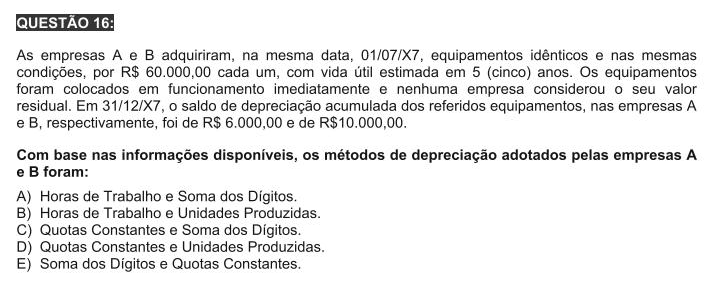 QUESTÃO 16:
As empresas A e B adquiriram, na mesma data, 01/07/X7, equipamentos idênticos e nas mesmas
condições, por R$ 60.000,00 cada um, com vida útil estimada em 5 (cinco) anos. Os equipamentos
foram colocados em funcionamento imediatamente e nenhuma empresa considerou o seu valor
residual. Em 31/12/X7, o saldo de depreciação acumulada dos referidos equipamentos, nas empresas A
e B, respectivamente, foi de R$ 6.000,00 e de R$10.000,00.
Com base nas informações disponíveis, os métodos de depreciação adotados pelas empresas A
e B foram:
A) Horas de Trabalho e Soma dos Dígitos.
B) Horas de Trabalho e Unidades Produzidas.
C) Quotas Constantes e Soma dos Dígitos.
D) Quotas Constantes e Unidades Produzidas.
E) Soma dos Dígitos e Quotas Constantes.